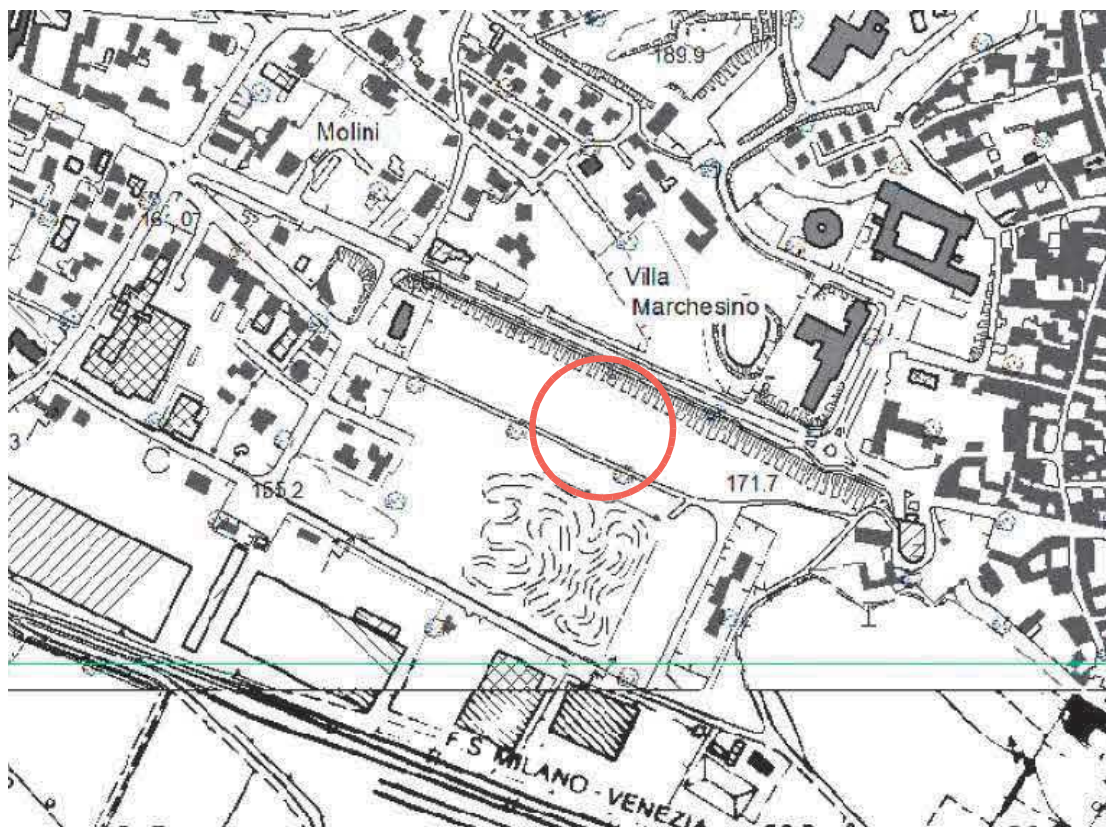 189.9
Molini
Villa
Marchesino
171.7
155.2
F.S MILANO - VENEZIA